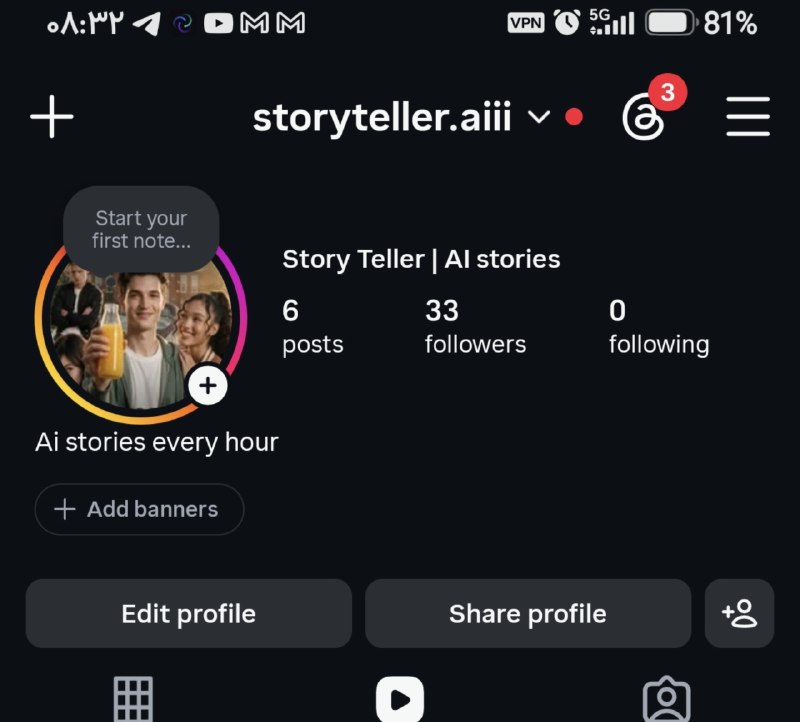 ۰۸:۳۲ VPN 5G 81%
storyteller.aiii 3
Start your
first note...
Story Teller | AI stories
6 33 0
posts followers following
Ai stories every hour
Add banners
Edit profile Share profile